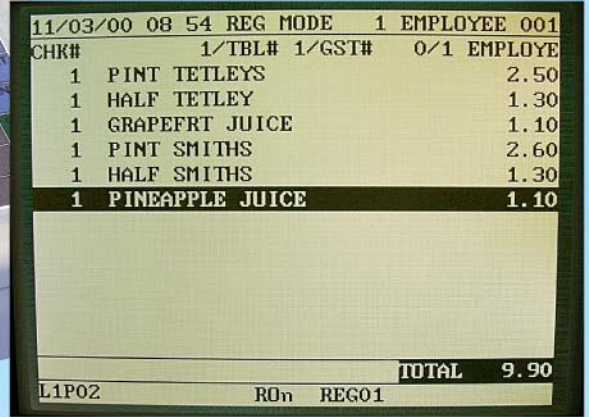 11/03/00 08 54 REG MODE 1 EMPLOYEE 001
CHK# 1/TBL# 1/GST# 0/1 EMPLOYE
1 PINT TETLEYS 2.50
1 HALF TETLEY 1.30
1 GRAPEFRT JUICE 1.10
1 PINT SMITHS 2.60
1 HALF SMITHS 1.30
1 PINEAPPLE JUICE 1.10
TOTAL 9.90
L1P02 ROn REG01